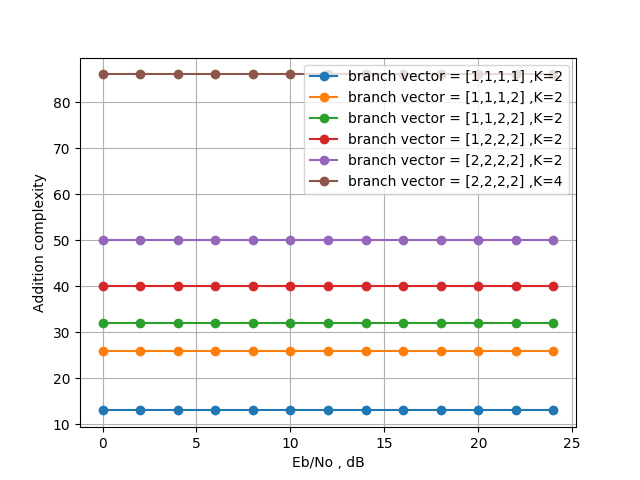 branch vector = [1,1,1,1] ,K=2
branch vector = [1,1,1,2] ,K=2
branch vector = [1,1,2,2] ,K=2
branch vector = [1,2,2,2] ,K=2
branch vector = [2,2,2,2] ,K=2
branch vector = [2,2,2,2] ,K=4
80
70
60
50
40
30
20
10
Addition complexity
0 5 10 15 20 25
Eb/No , dB